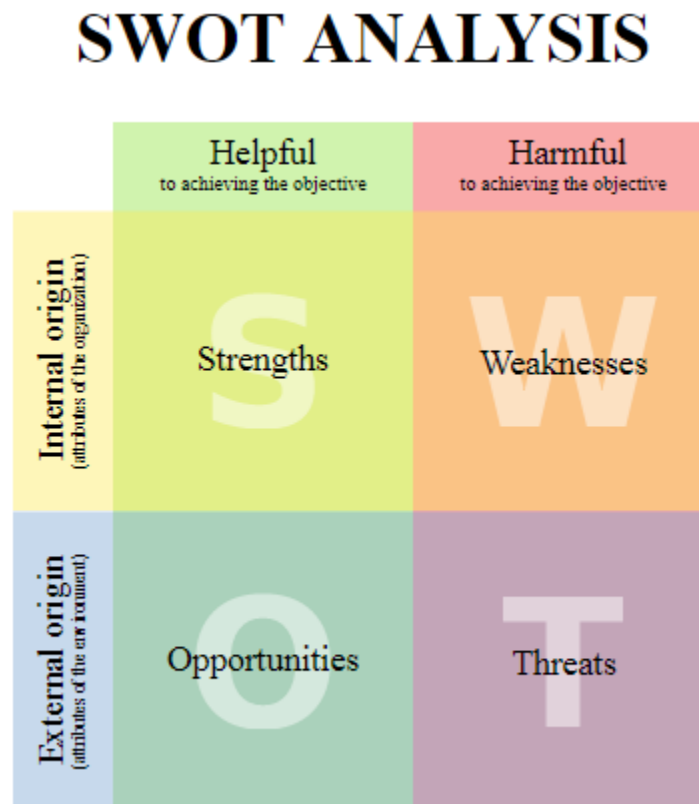 SWOT ANALYSIS
Helpful
to achieving the objective
Harmful
to achieving the objective
Internal origin
(attributes of the organization)
S
Strengths
W
Weaknesses
External origin
(attributes of the environment)
O
Opportunities
T
Threats